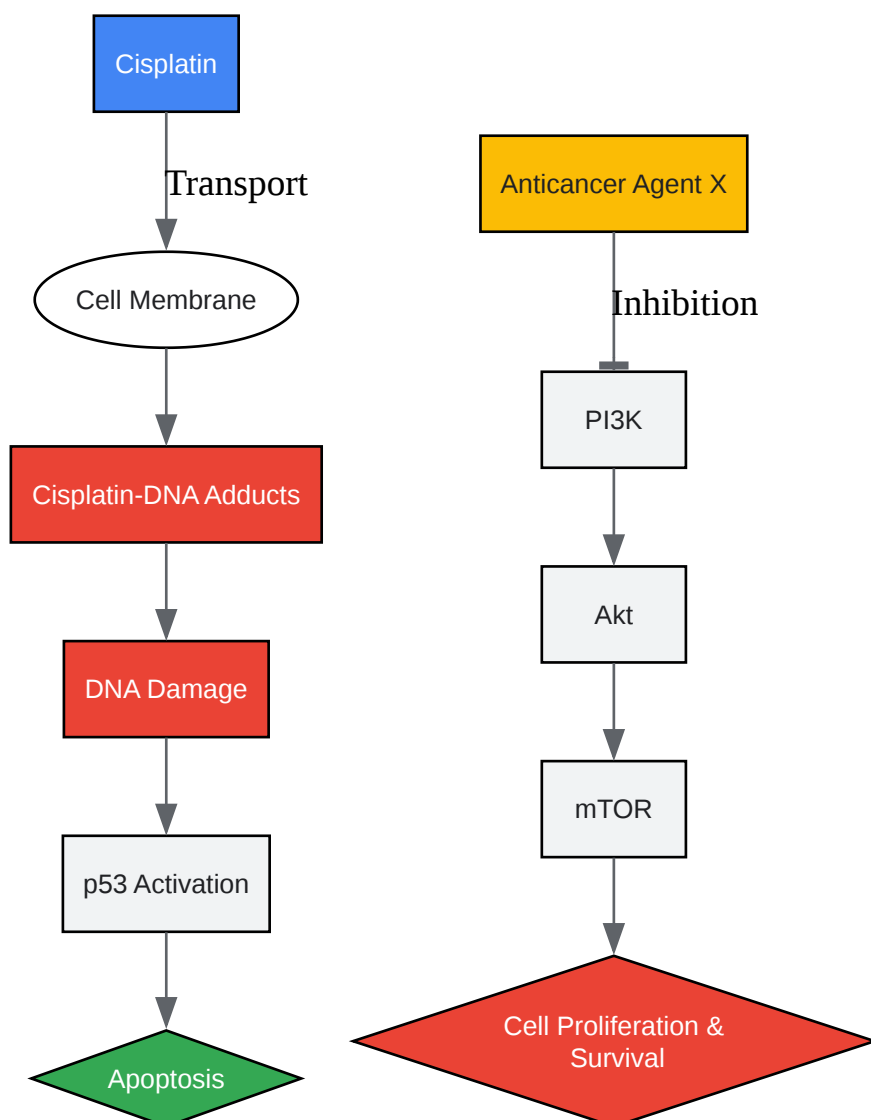 Cisplatin
Transport
Cell Membrane
Cisplatin-DNA Adducts
DNA Damage
p53 Activation
Apoptosis
Anticancer Agent X
Inhibition
PI3K
Akt
mTOR
Cell Proliferation &
Survival